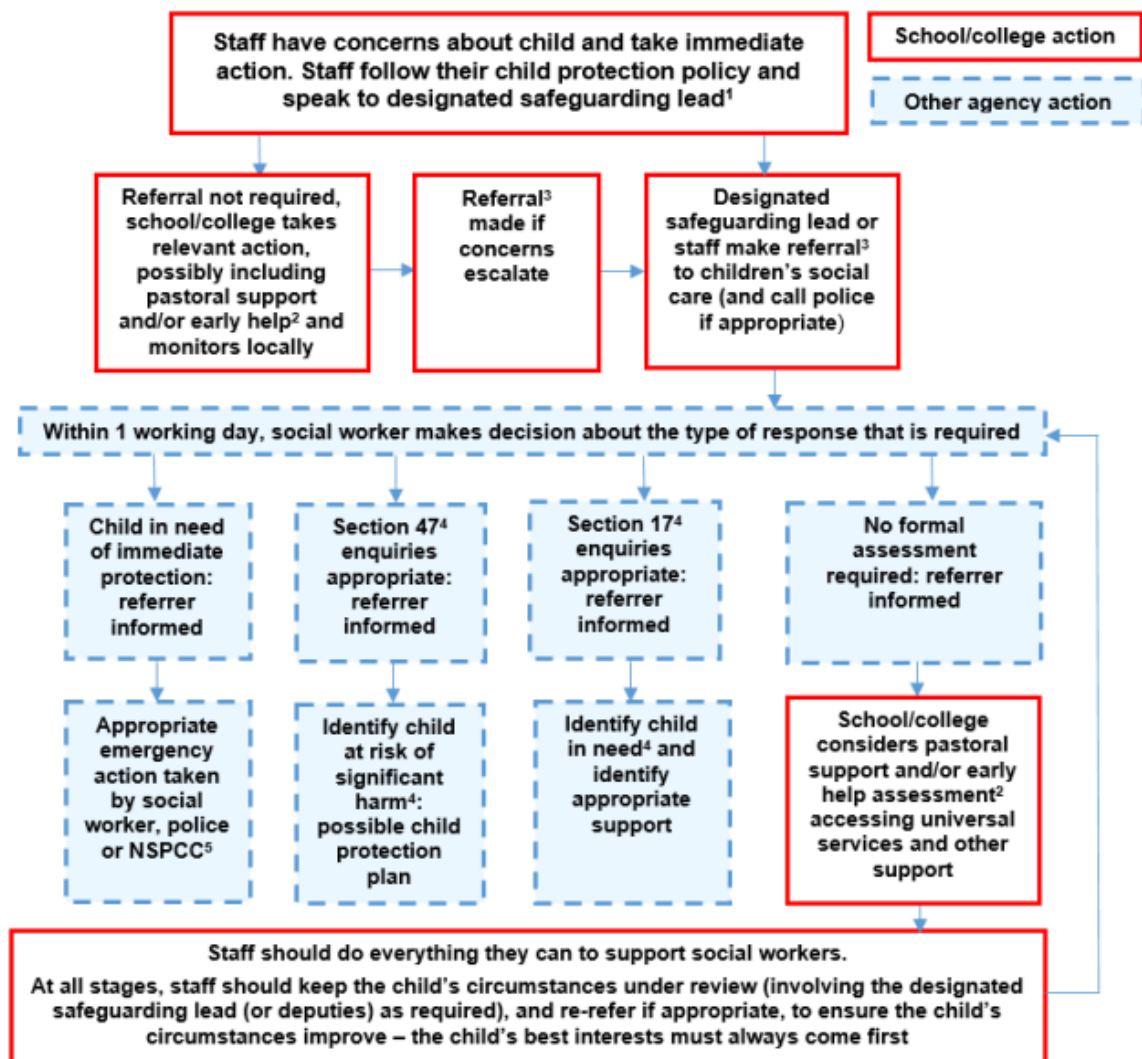 Staff have concerns about child and take immediate
action. Staff follow their child protection policy and
speak to designated safeguarding lead¹
School/college action
Other agency action
Referral not required,
school/college takes
relevant action,
possibly including
pastoral support
and/or early help² and
monitors locally
Referral³
made if
concerns
escalate
Designated
safeguarding lead or
staff make referral³
to children’s social
care (and call police
if appropriate)
Within 1 working day, social worker makes decision about the type of response that is required
Child in need
of immediate
protection:
referrer
informed
Section 47⁴
enquiries
appropriate:
referrer
informed
Section 17⁴
enquiries
appropriate:
referrer
informed
No formal
assessment
required: referrer
informed
Appropriate
emergency
action taken
by social
worker, police
or NSPCC⁵
Identify child
at risk of
significant
harm⁴:
possible child
protection
plan
Identify child
in need⁴ and
identify
appropriate
support
School/college
considers pastoral
support and/or early
help assessment²
accessing universal
services and other
support
Staff should do everything they can to support social workers.
At all stages, staff should keep the child’s circumstances under review (involving the designated
safeguarding lead (or deputies) as required), and re-refer if appropriate, to ensure the child’s
circumstances improve – the child’s best interests must always come first